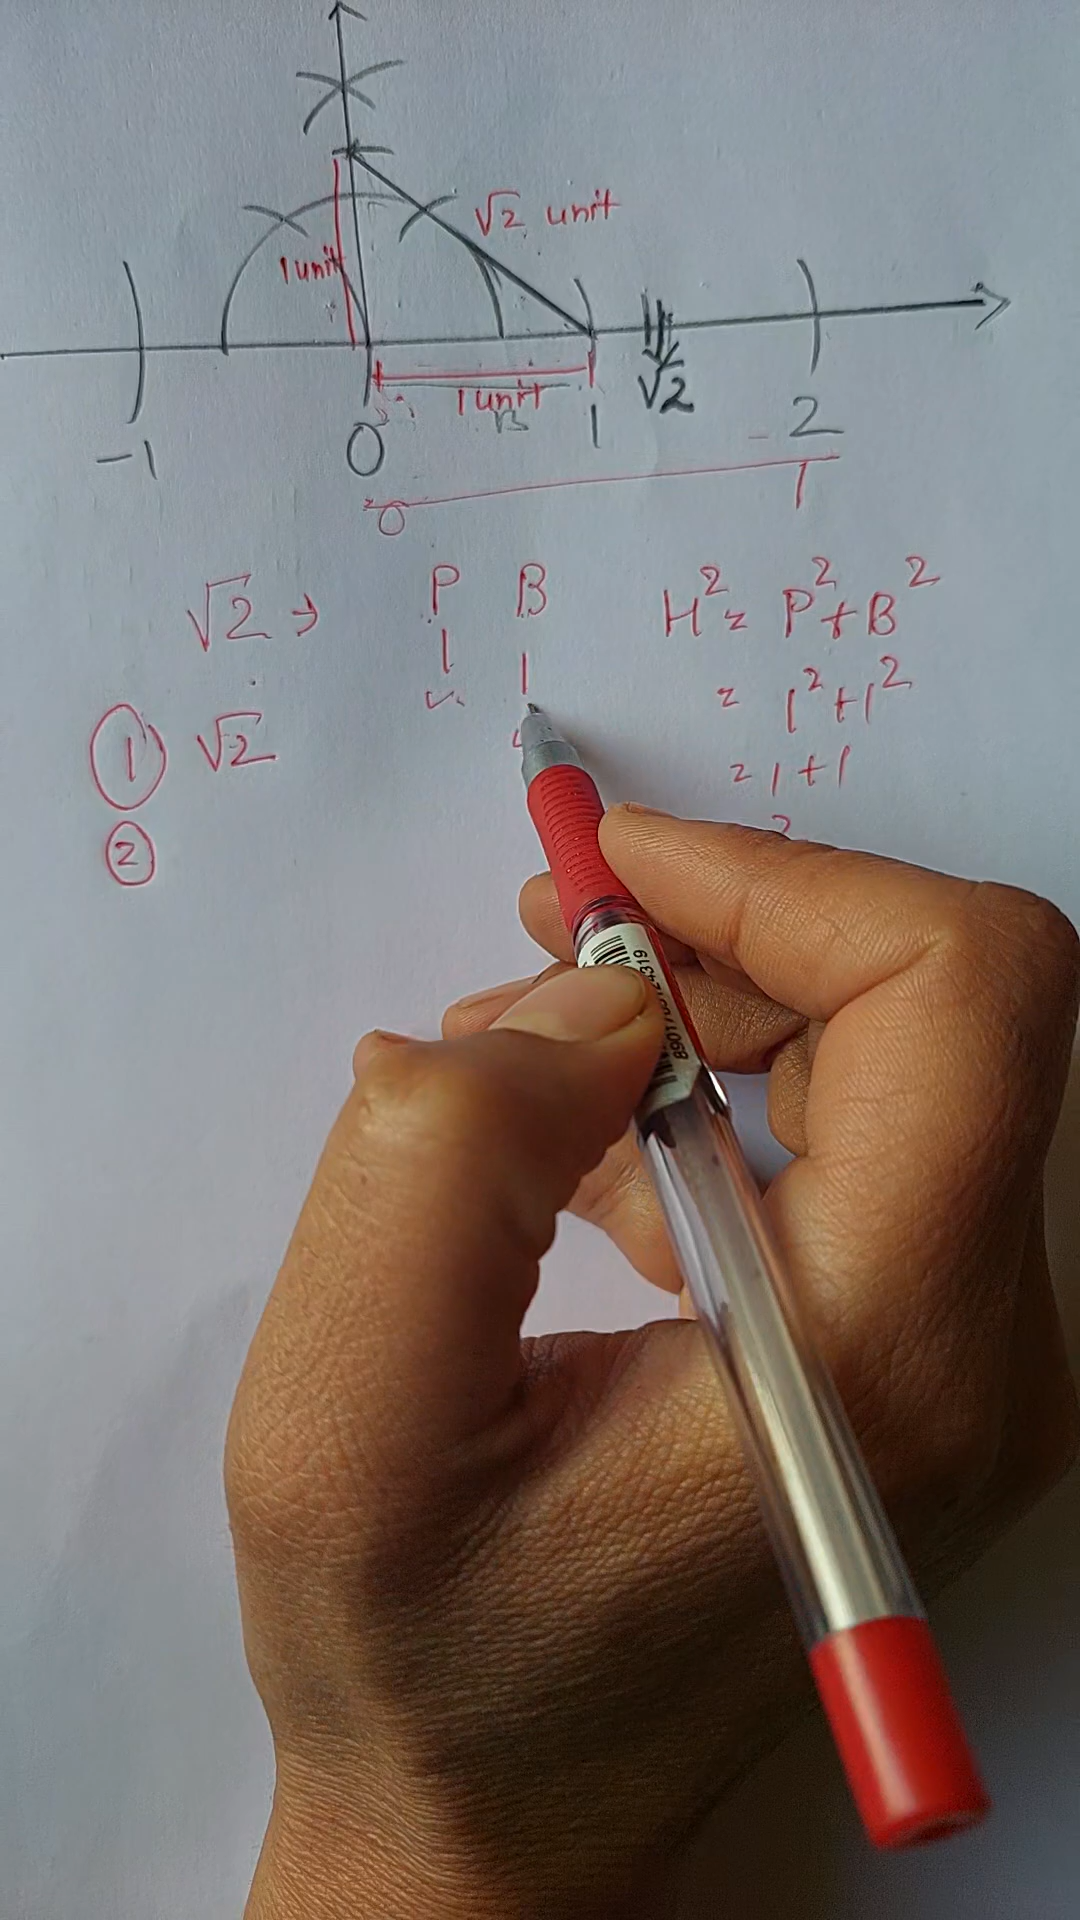 √2 unit
1 unit
1 unit
√2
B
-1 0 1 2
0 1
√2 → P B
1 1
① √2
②
H² = P² + B²
= 1² + 1²
= 1 + 1